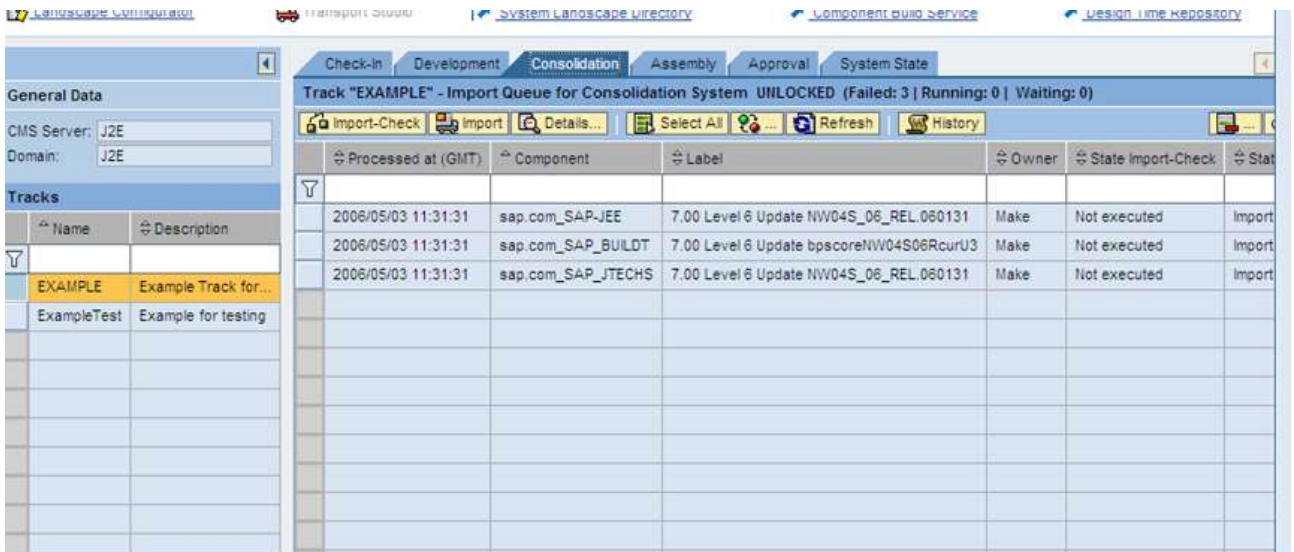 Landscape Configurator Transport Studio System Landscape Directory Component Build Service Design Time Repository
Check-In Development Consolidation Assembly Approval System State
General Data
Track "EXAMPLE" - Import Queue for Consolidation System UNLOCKED (Failed: 3 | Running: 0 | Waiting: 0)
CMS Server: J2E
Domain: J2E
Import-Check Import Details... Select All ... Refresh History ...
Tracks
Name Description
EXAMPLE Example Track for...
ExampleTest Example for testing
Processed at (GMT) Component Label Owner State Import-Check Stat
2006/05/03 11:31:31 sap.com_SAP-JEE 7.00 Level 6 Update NW04S_06_REL.060131 Make Not executed Import
2006/05/03 11:31:31 sap.com_SAP_BUILDT 7.00 Level 6 Update bpscoreNW04S06RcurU3 Make Not executed Import
2006/05/03 11:31:31 sap.com_SAP_JTECHS 7.00 Level 6 Update NW04S_06_REL.060131 Make Not executed Import